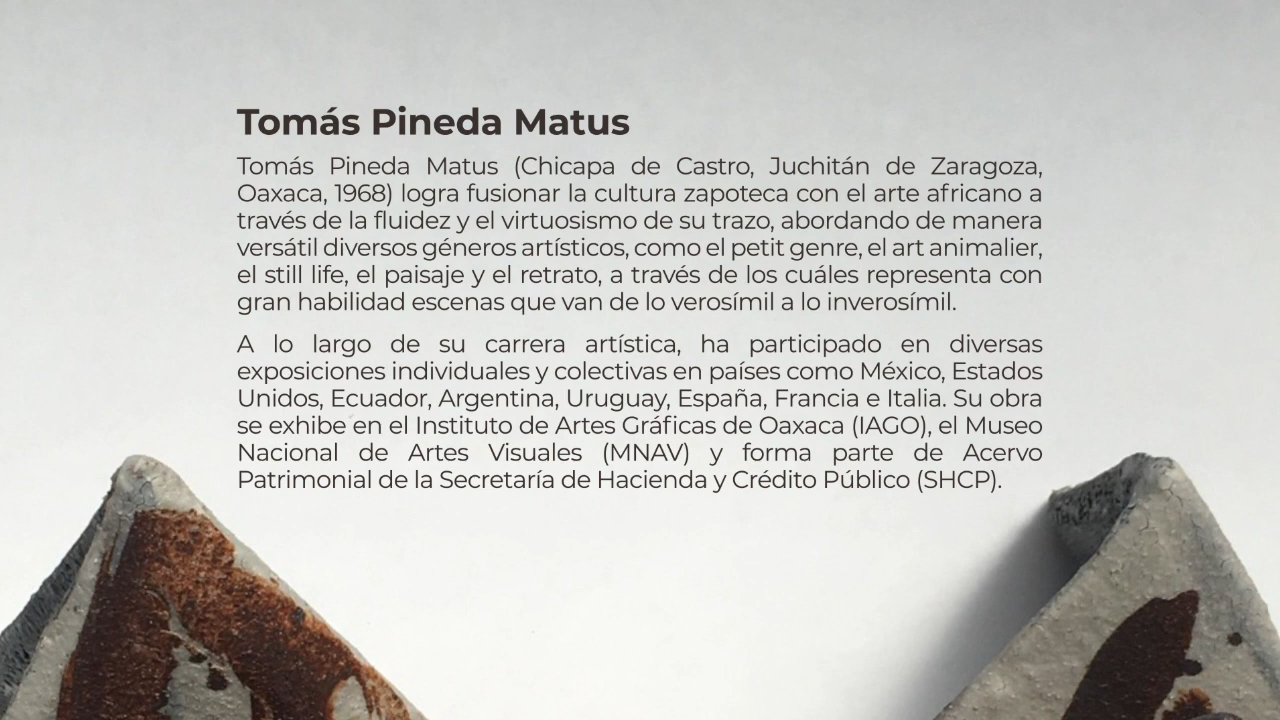 Tomás Pineda Matus
Tomás Pineda Matus (Chicapa de Castro, Juchitán de Zaragoza,
Oaxaca, 1968) logra fusionar la cultura zapoteca con el arte africano a
través de la fluidez y el virtuosismo de su trazo, abordando de manera
versátil diversos géneros artísticos, como el petit genre, el art animalier,
el still life, el paisaje y el retrato, a través de los cuáles representa con
gran habilidad escenas que van de lo verosímil a lo inverosímil.
A lo largo de su carrera artística, ha participado en diversas
exposiciones individuales y colectivas en países como México, Estados
Unidos, Ecuador, Argentina, Uruguay, España, Francia e Italia. Su obra
se exhibe en el Instituto de Artes Gráficas de Oaxaca (IAGO), el Museo
Nacional de Artes Visuales (MNAV) y forma parte de Acervo
Patrimonial de la Secretaría de Hacienda y Crédito Público (SHCP).